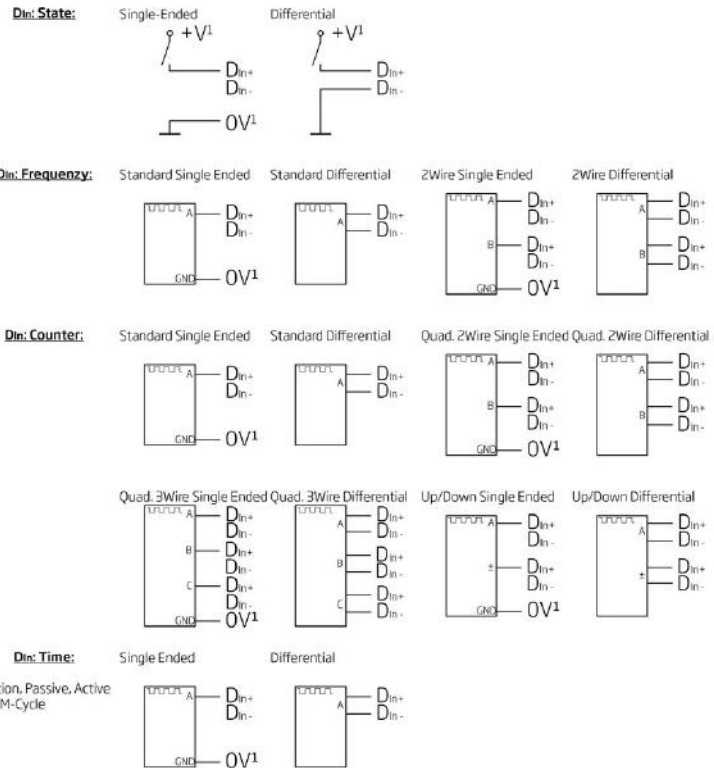 DIn: State: Single-Ended Differential
+V1 +V1
DIn+ DIn+
DIn- DIn-
0V1
DIn: Frequenzy: Standard Single Ended Standard Differential 2Wire Single Ended 2Wire Differential
A DIn+ A DIn+ A DIn+ A DIn+
DIn- DIn- DIn- DIn-
B DIn+ B DIn+
DIn- DIn-
GND 0V1 GND 0V1
DIn: Counter: Standard Single Ended Standard Differential Quad. 2Wire Single Ended Quad. 2Wire Differential
A DIn+ A DIn+ A DIn+ A DIn+
DIn- DIn- DIn- DIn-
B DIn+ B DIn+
DIn- DIn-
GND 0V1 GND 0V1
Quad. 3Wire Single Ended Quad. 3Wire Differential Up/Down Single Ended Up/Down Differential
A DIn+ A DIn+ A DIn+ A DIn+
DIn- DIn- DIn- DIn-
B DIn+ B DIn+ ± DIn+ ± DIn+
DIn- DIn- DIn- DIn-
C DIn+ C DIn+
DIn- DIn-
GND 0V1 GND 0V1
DIn: Time: Single Ended Differential
Passive, Active
M-Cycle
A DIn+ A DIn+
DIn- DIn-
GND 0V1